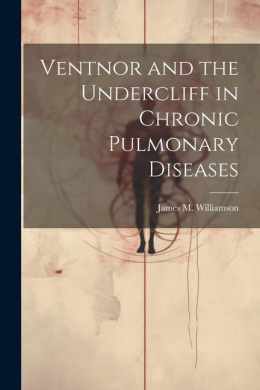 Ventnor and the
Undercliff in
Chronic
Pulmonary
Diseases
James M. Williamson